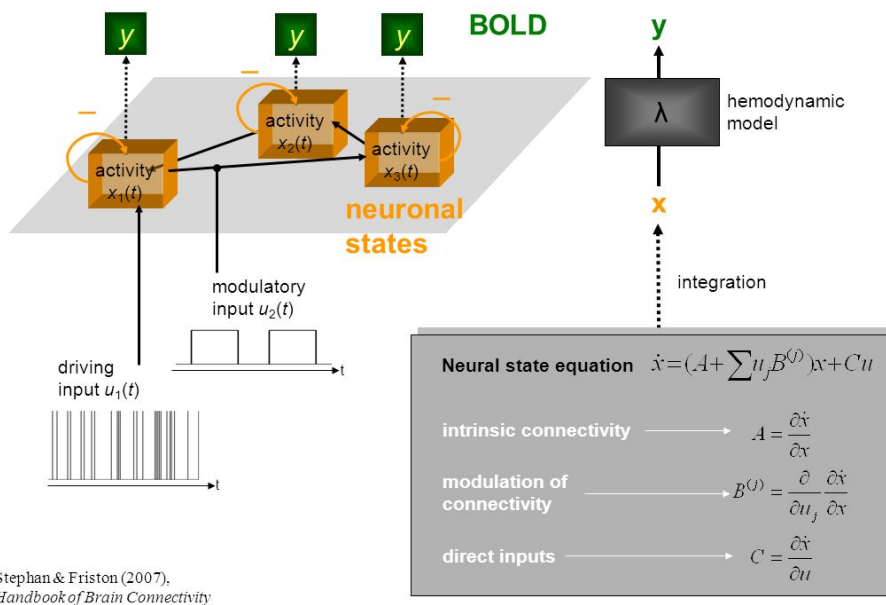 y
y
y
BOLD
activity
x₂(t)
activity
x₁(t)
activity
x₃(t)
neuronal
states
modulatory
input u₂(t)
t
driving
input u₁(t)
t
y
λ
hemodynamic
model
x
integration
Neural state equation ẋ = (A + ∑ uⱼB⁽ʲ⁾)x + Cu
intrinsic connectivity A = ∂ẋ/∂x
modulation of
connectivity B⁽ʲ⁾ = ∂/∂uⱼ ∂ẋ/∂x
direct inputs C = ∂ẋ/∂u
Stephan & Friston (2007),
Handbook of Brain Connectivity